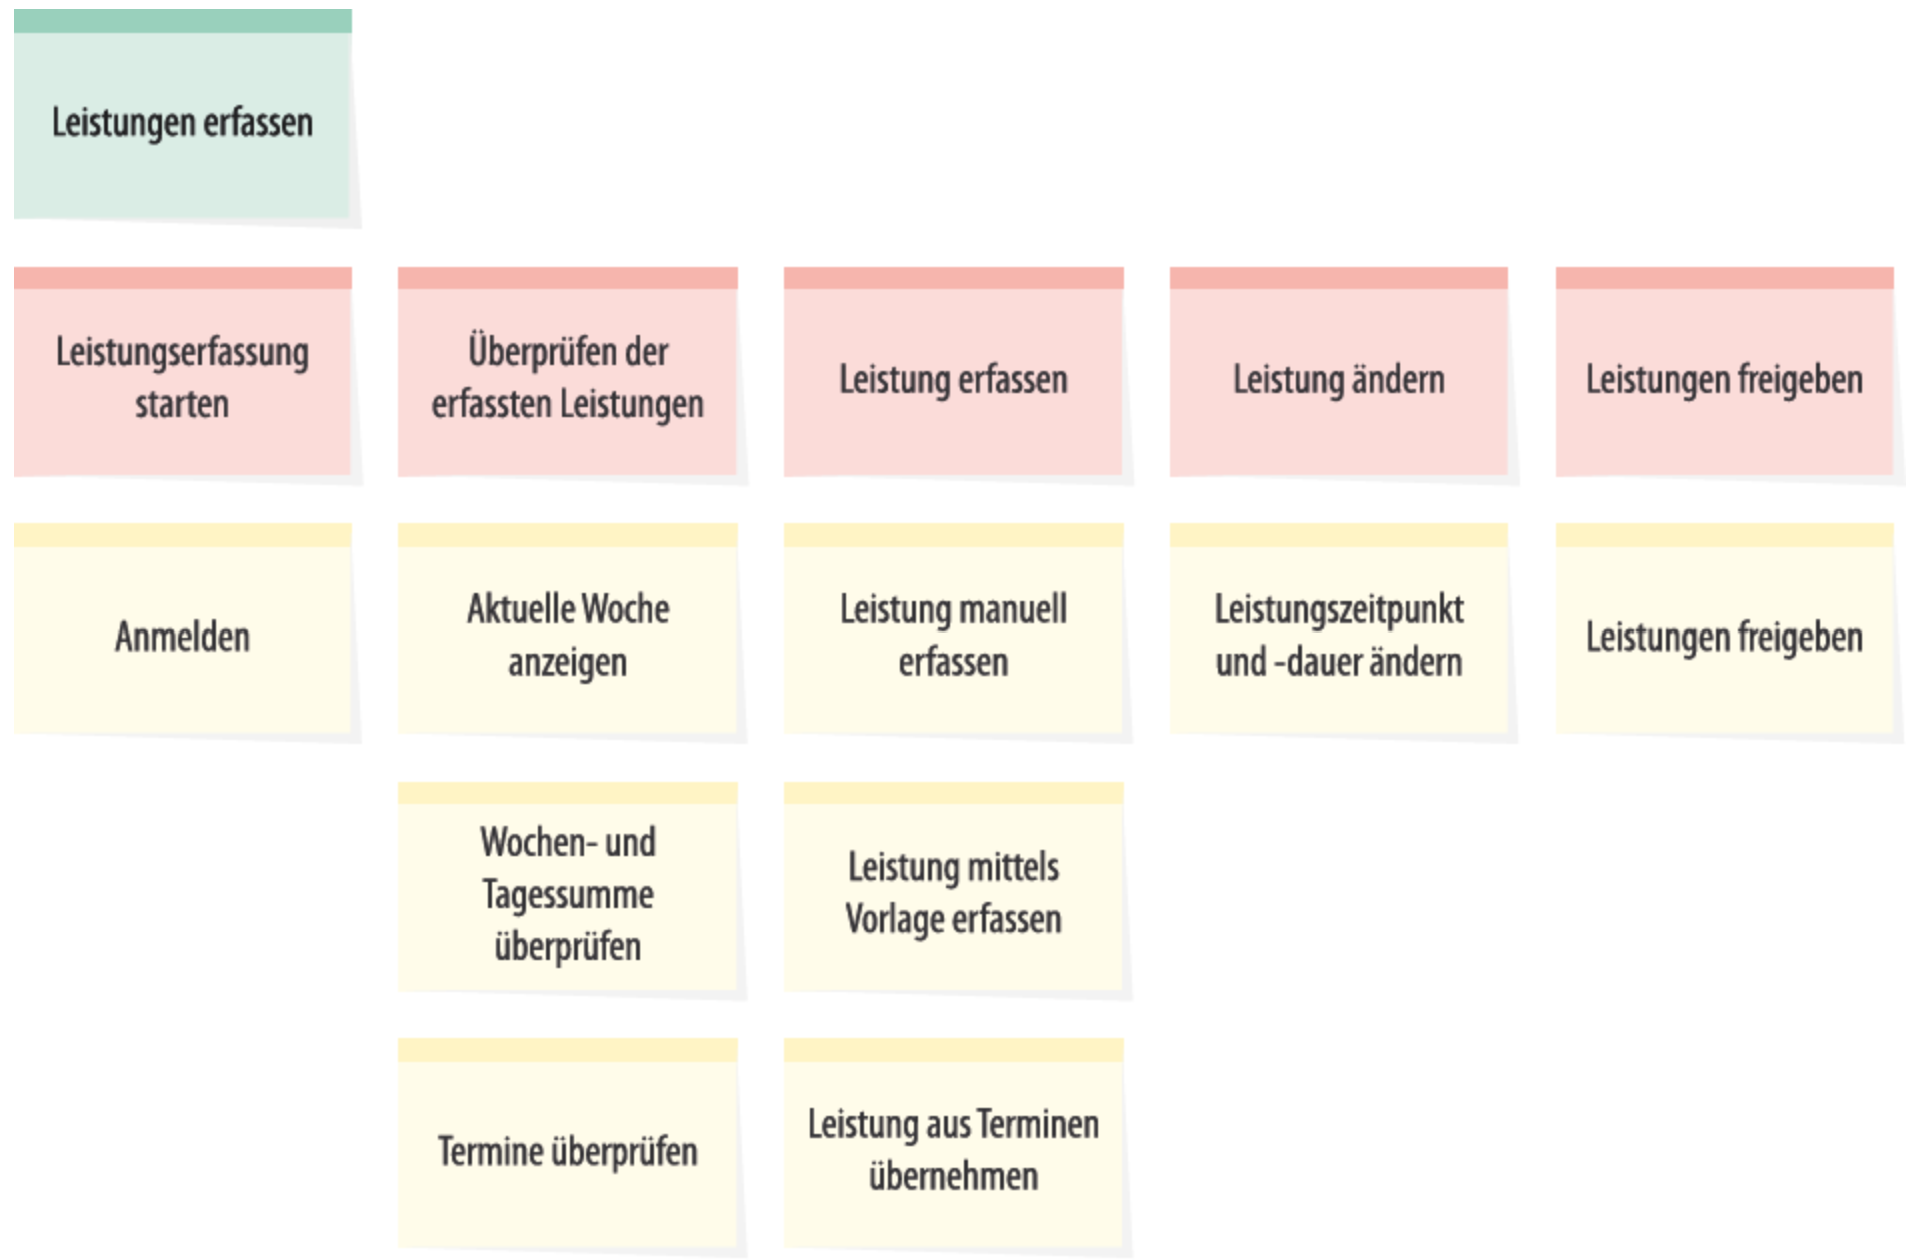 Leistungen erfassen
Leistungserfassung
starten
Überprüfen der
erfassten Leistungen
Leistung erfassen
Leistung ändern
Leistungen freigeben
Anmelden
Aktuelle Woche
anzeigen
Leistung manuell
erfassen
Leistungszeitpunkt
und -dauer ändern
Leistungen freigeben
Wochen- und
Tagessumme
überprüfen
Leistung mittels
Vorlage erfassen
Termine überprüfen
Leistung aus Terminen
übernehmen